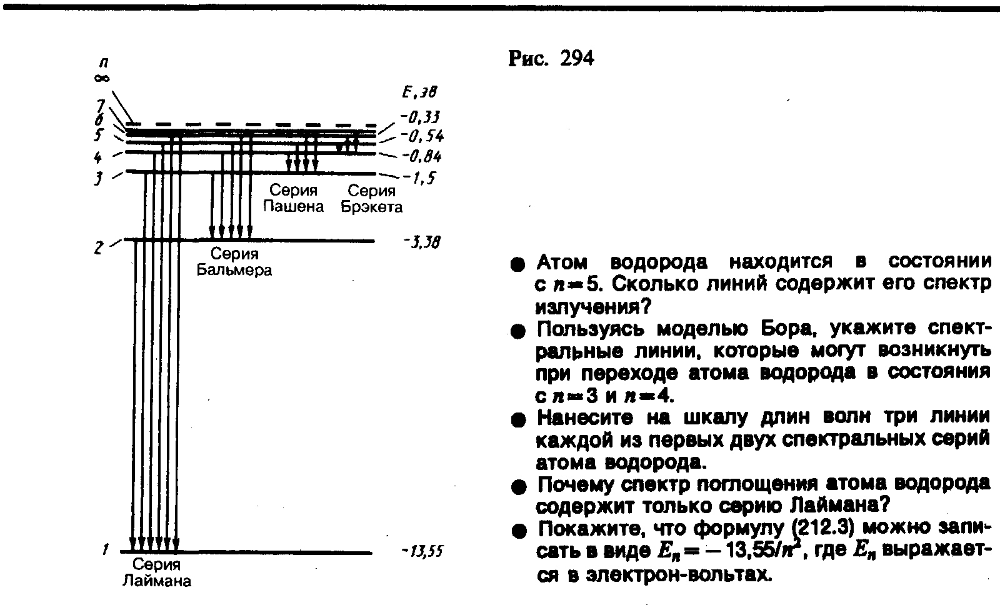 Рис. 294
n
∞
E, эв
7
6
5
4
3
2
1
-0,33
-0,54
-0,84
-1,5
-3,38
-13,55
Серия
Пашена
Серия
Брэкета
Серия
Бальмера
Серия
Лаймана
● Атом водорода находится в состоянии
с n=5. Сколько линий содержит его спектр
излучения?
● Пользуясь моделью Бора, укажите спект-
ральные линии, которые могут возникнуть
при переходе атома водорода в состояния
с n=3 и n=4.
● Нанесите на шкалу длин волн три линии
каждой из первых двух спектральных серий
атома водорода.
● Почему спектр поглощения атома водорода
содержит только серию Лаймана?
● Покажите, что формулу (212.3) можно запи-
сать в виде Eₙ = – 13,55/n², где Eₙ выражает-
ся в электрон-вольтах.